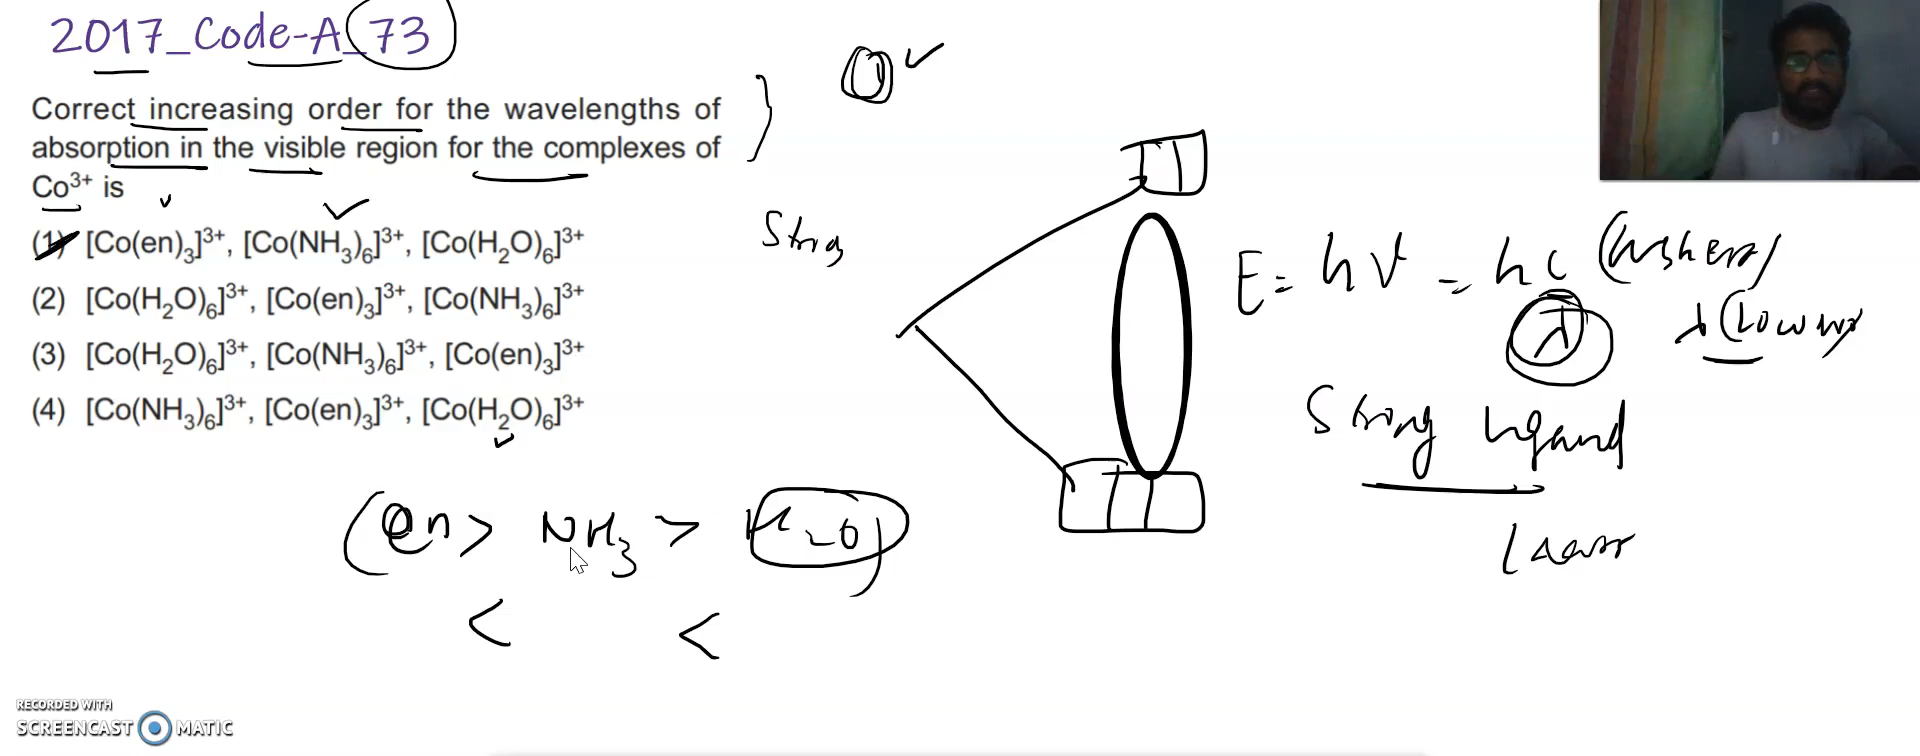 2017_Code-A_73
Correct increasing order for the wavelengths of
absorption in the visible region for the complexes of
Co³⁺ is
(1) [Co(en)₃]³⁺, [Co(NH₃)₆]³⁺, [Co(H₂O)₆]³⁺
(2) [Co(H₂O)₆]³⁺, [Co(en)₃]³⁺, [Co(NH₃)₆]³⁺
(3) [Co(H₂O)₆]³⁺, [Co(NH₃)₆]³⁺, [Co(en)₃]³⁺
(4) [Co(NH₃)₆]³⁺, [Co(en)₃]³⁺, [Co(H₂O)₆]³⁺
(en > NH₃ > H₂O)
< <
E = hν = hc
λ
λ (Low
Strong ligand
RECORDED WITH
SCREENCAST MATIC